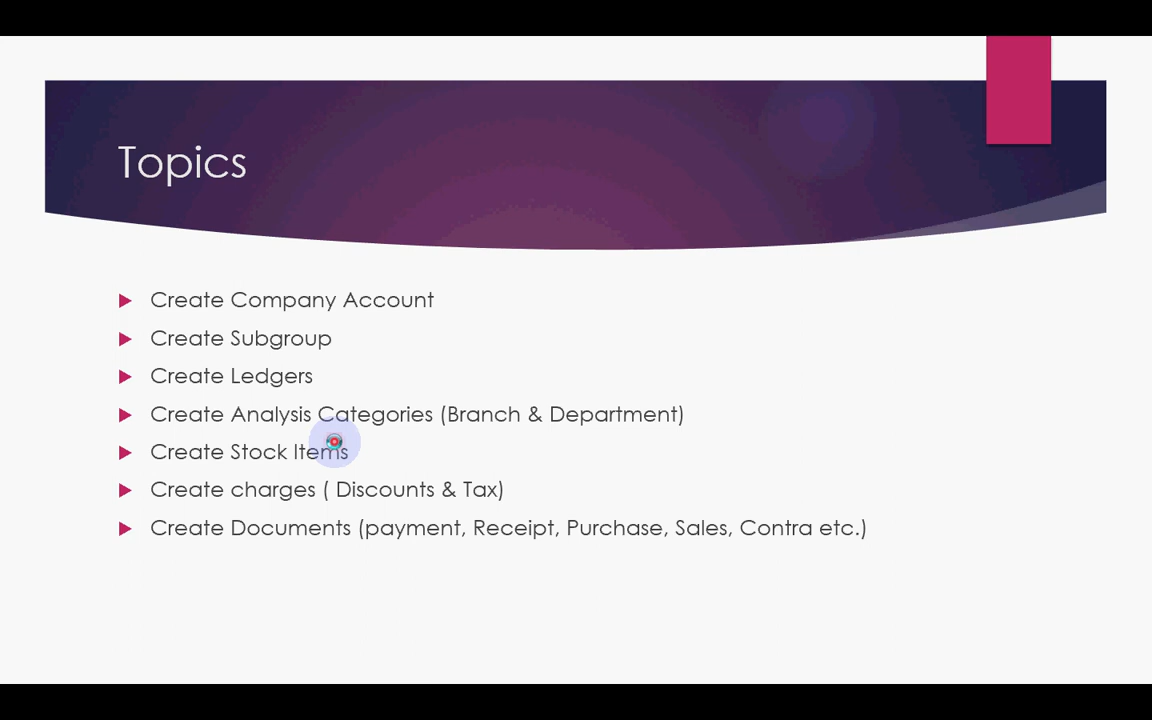 Topics
Create Company Account
Create Subgroup
Create Ledgers
Create Analysis Categories (Branch & Department)
Create Stock Items
Create charges ( Discounts & Tax)
Create Documents (payment, Receipt, Purchase, Sales, Contra etc.)